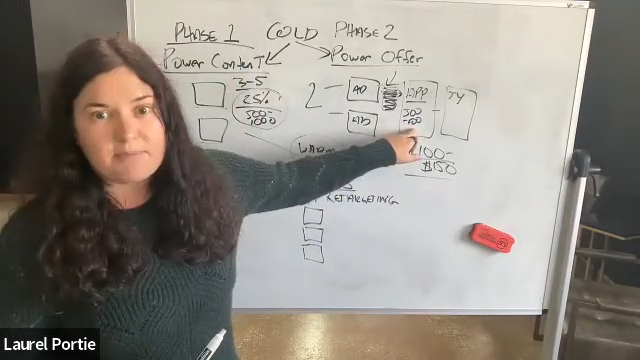 PHASE 1 COLD PHASE 2
POWER CONTENT
POWER OFFER
3-5
25%
500-
1000
2
AD
AD
APP
300
-500
TY
WARM
$100-
$150
RETARGETING
Laurel Portie